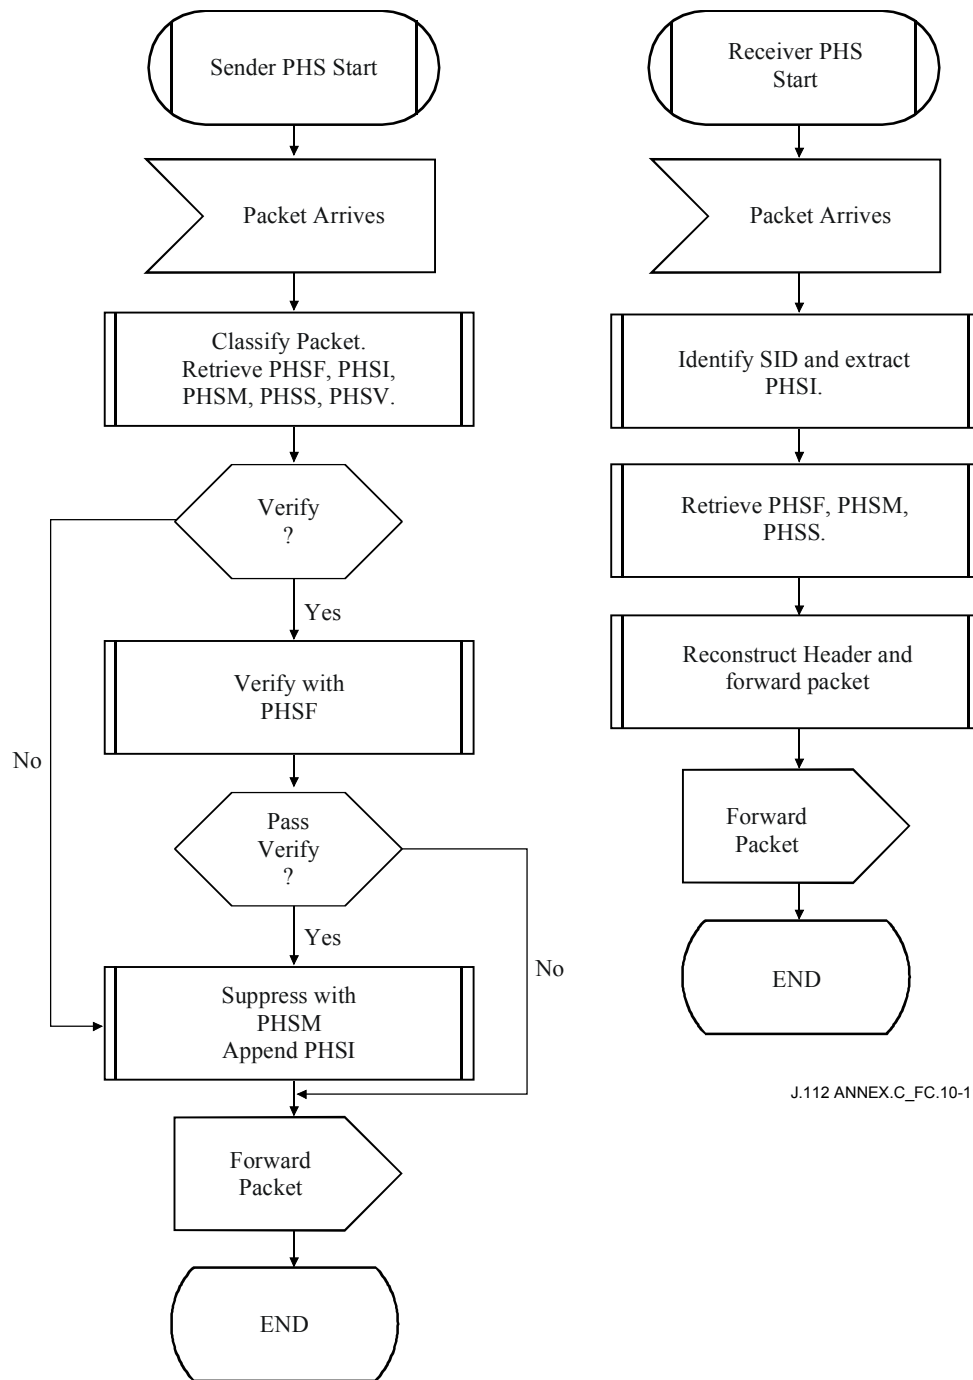 Sender PHS Start
Packet Arrives
Classify Packet.
Retrieve PHSF, PHSI,
PHSM, PHSS, PHSV.
Verify
?
Yes
Verify with
PHSF
No
Pass
Verify
?
Yes
No
Suppress with
PHSM
Append PHSI
Forward
Packet
END
Receiver PHS
Start
Packet Arrives
Identify SID and extract
PHSI.
Retrieve PHSF, PHSM,
PHSS.
Reconstruct Header and
forward packet
Forward
Packet
END
J.112 ANNEX.C_FC.10-1